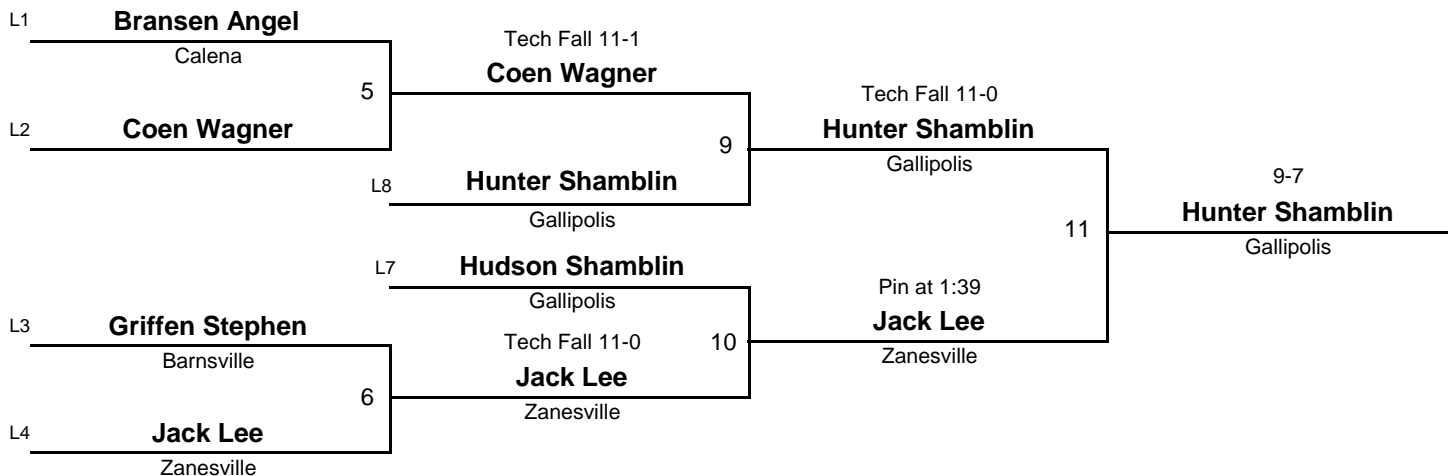 L1 Bransen Angel
Calena
Tech Fall 11-1
5 Coen Wagner
Tech Fall 11-0
L2 Coen Wagner
9 Hunter Shamblin
Gallipolis
L8 Hunter Shamblin
Gallipolis
9-7
Hunter Shamblin
11
Gallipolis
L7 Hudson Shamblin
Gallipolis
Pin at 1:39
L3 Griffen Stephen
Jack Lee
Barnsville
Tech Fall 11-0
10
Zanesville
6 Jack Lee
Zanesville
L4 Jack Lee
Zanesville